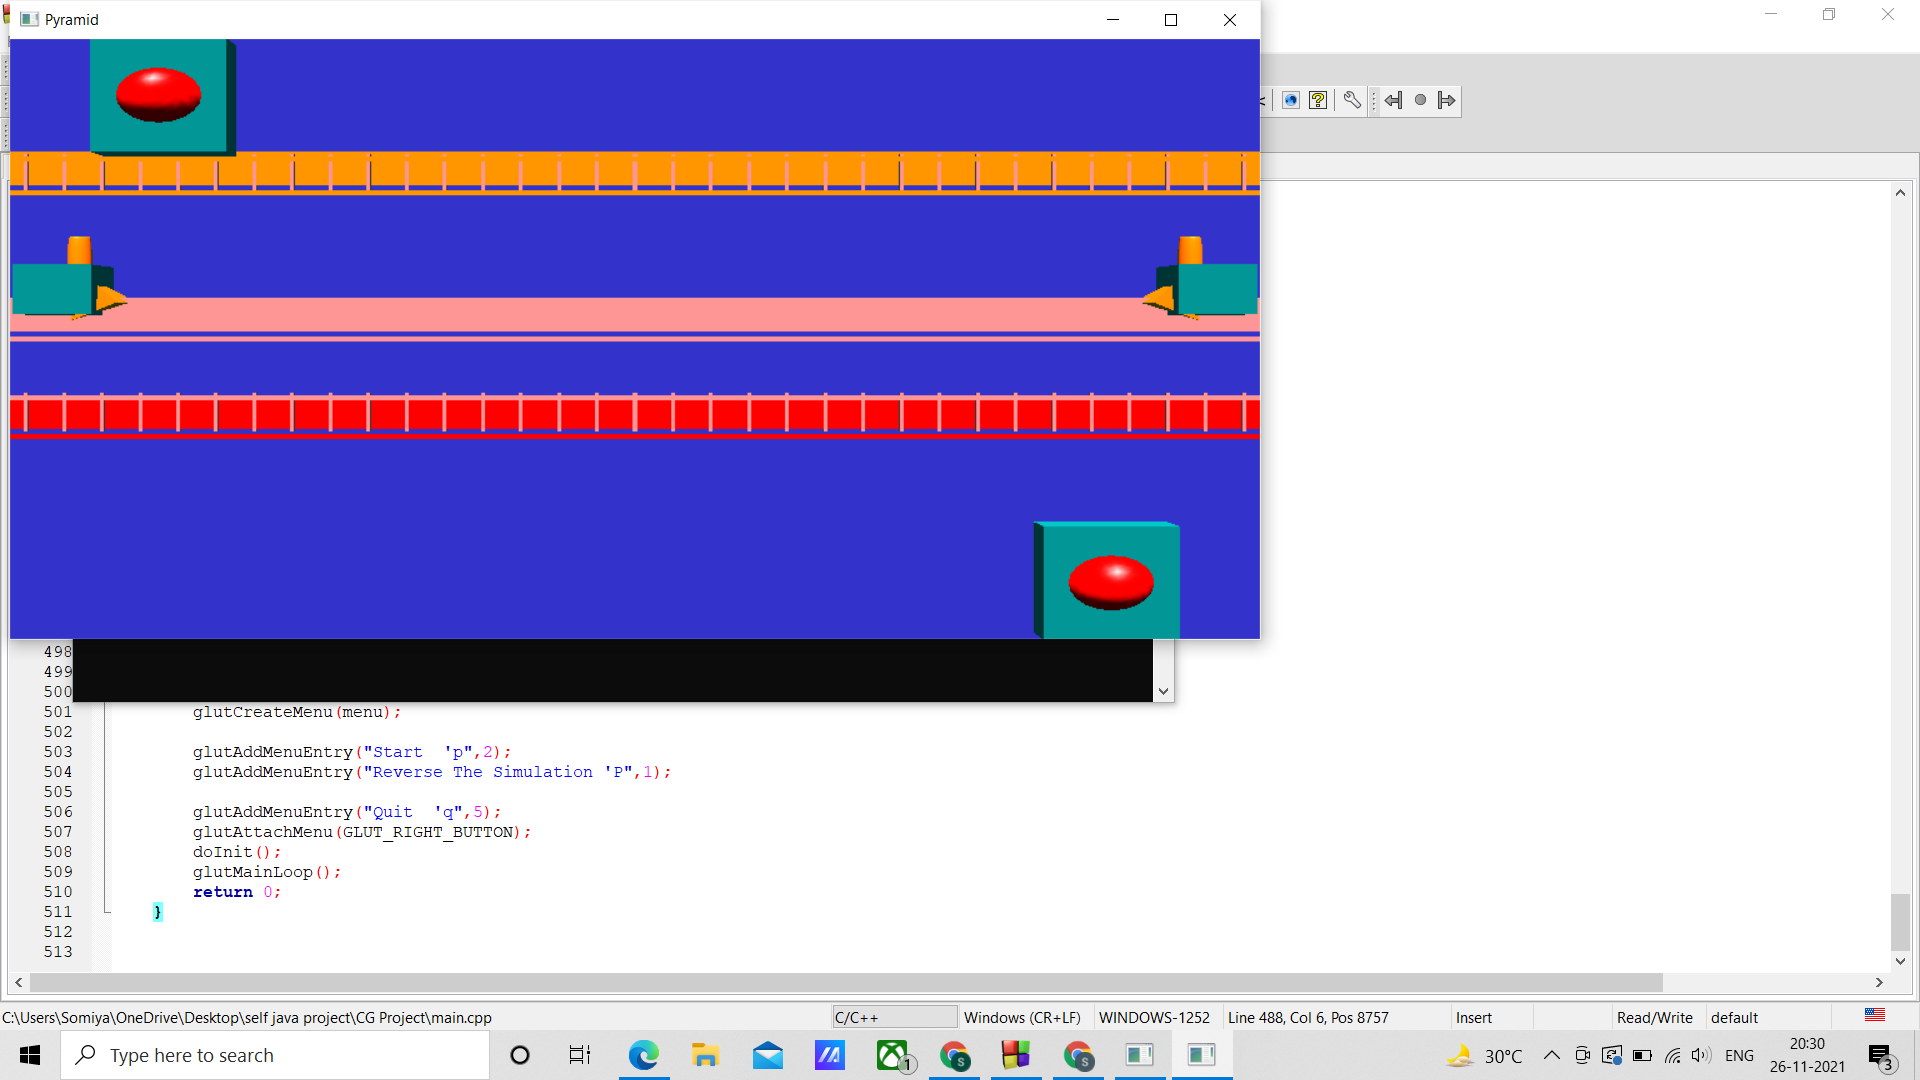 Pyramid
498
499
500
501 glutCreateMenu(menu);
502
503 glutAddMenuEntry("Start  'p",2);
504 glutAddMenuEntry("Reverse The Simulation 'P",1);
505
506 glutAddMenuEntry("Quit  'q",5);
507 glutAttachMenu(GLUT_RIGHT_BUTTON);
508 doInit();
509 glutMainLoop();
510 return 0;
511 }
512
513
C:\Users\Somiya\OneDrive\Desktop\self java project\CG Project\main.cpp C/C++ Windows (CR+LF) WINDOWS-1252 Line 488, Col 6, Pos 8757 Insert Read/Write default
Type here to search 1 S S 30°C ENG 20:30
26-11-2021 3